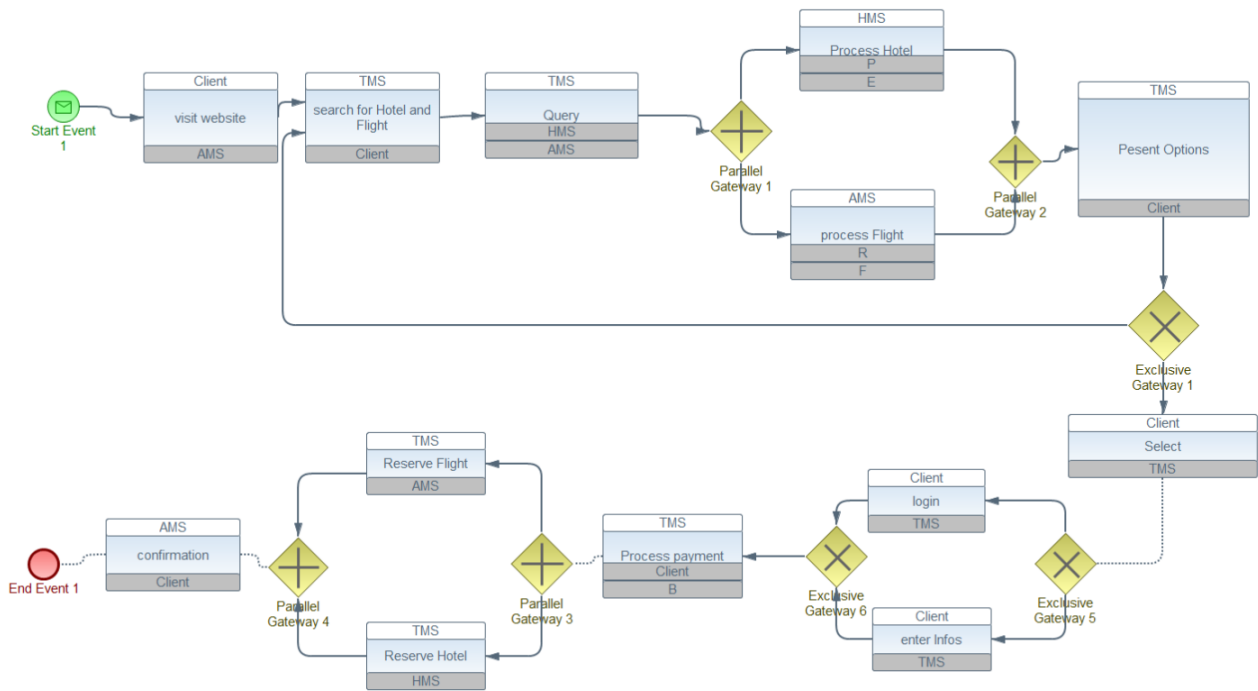 Client
visit website
AMS
Start Event
1
TMS
search for Hotel and
Flight
Client
TMS
Query
HMS
AMS
Parallel
Gateway 1
HMS
Process Hotel
P
E
AMS
process Flight
R
F
Parallel
Gateway 2
TMS
Pesent Options
Client
Exclusive
Gateway 1
Client
Select
TMS
Client
login
TMS
Exclusive
Gateway 5
Client
enter Infos
TMS
Exclusive
Gateway 6
TMS
Process payment
Client
B
Parallel
Gateway 3
TMS
Reserve Flight
AMS
TMS
Reserve Hotel
HMS
Parallel
Gateway 4
AMS
confirmation
Client
End Event 1